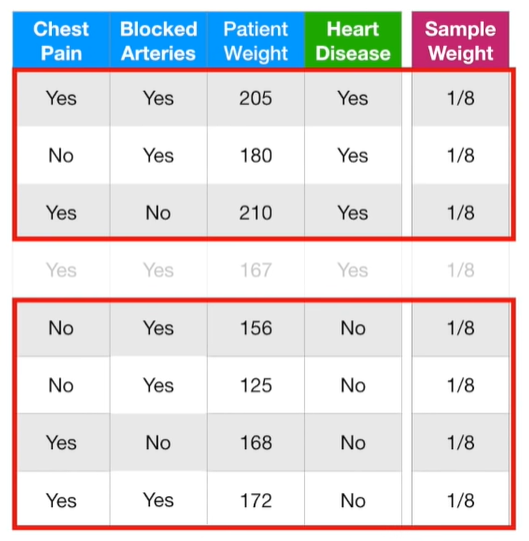 Chest Pain Blocked Arteries Patient Weight Heart Disease Sample Weight
Yes Yes 205 Yes 1/8
No Yes 180 Yes 1/8
Yes No 210 Yes 1/8
Yes Yes 167 Yes 1/8
No Yes 156 No 1/8
No Yes 125 No 1/8
Yes No 168 No 1/8
Yes Yes 172 No 1/8